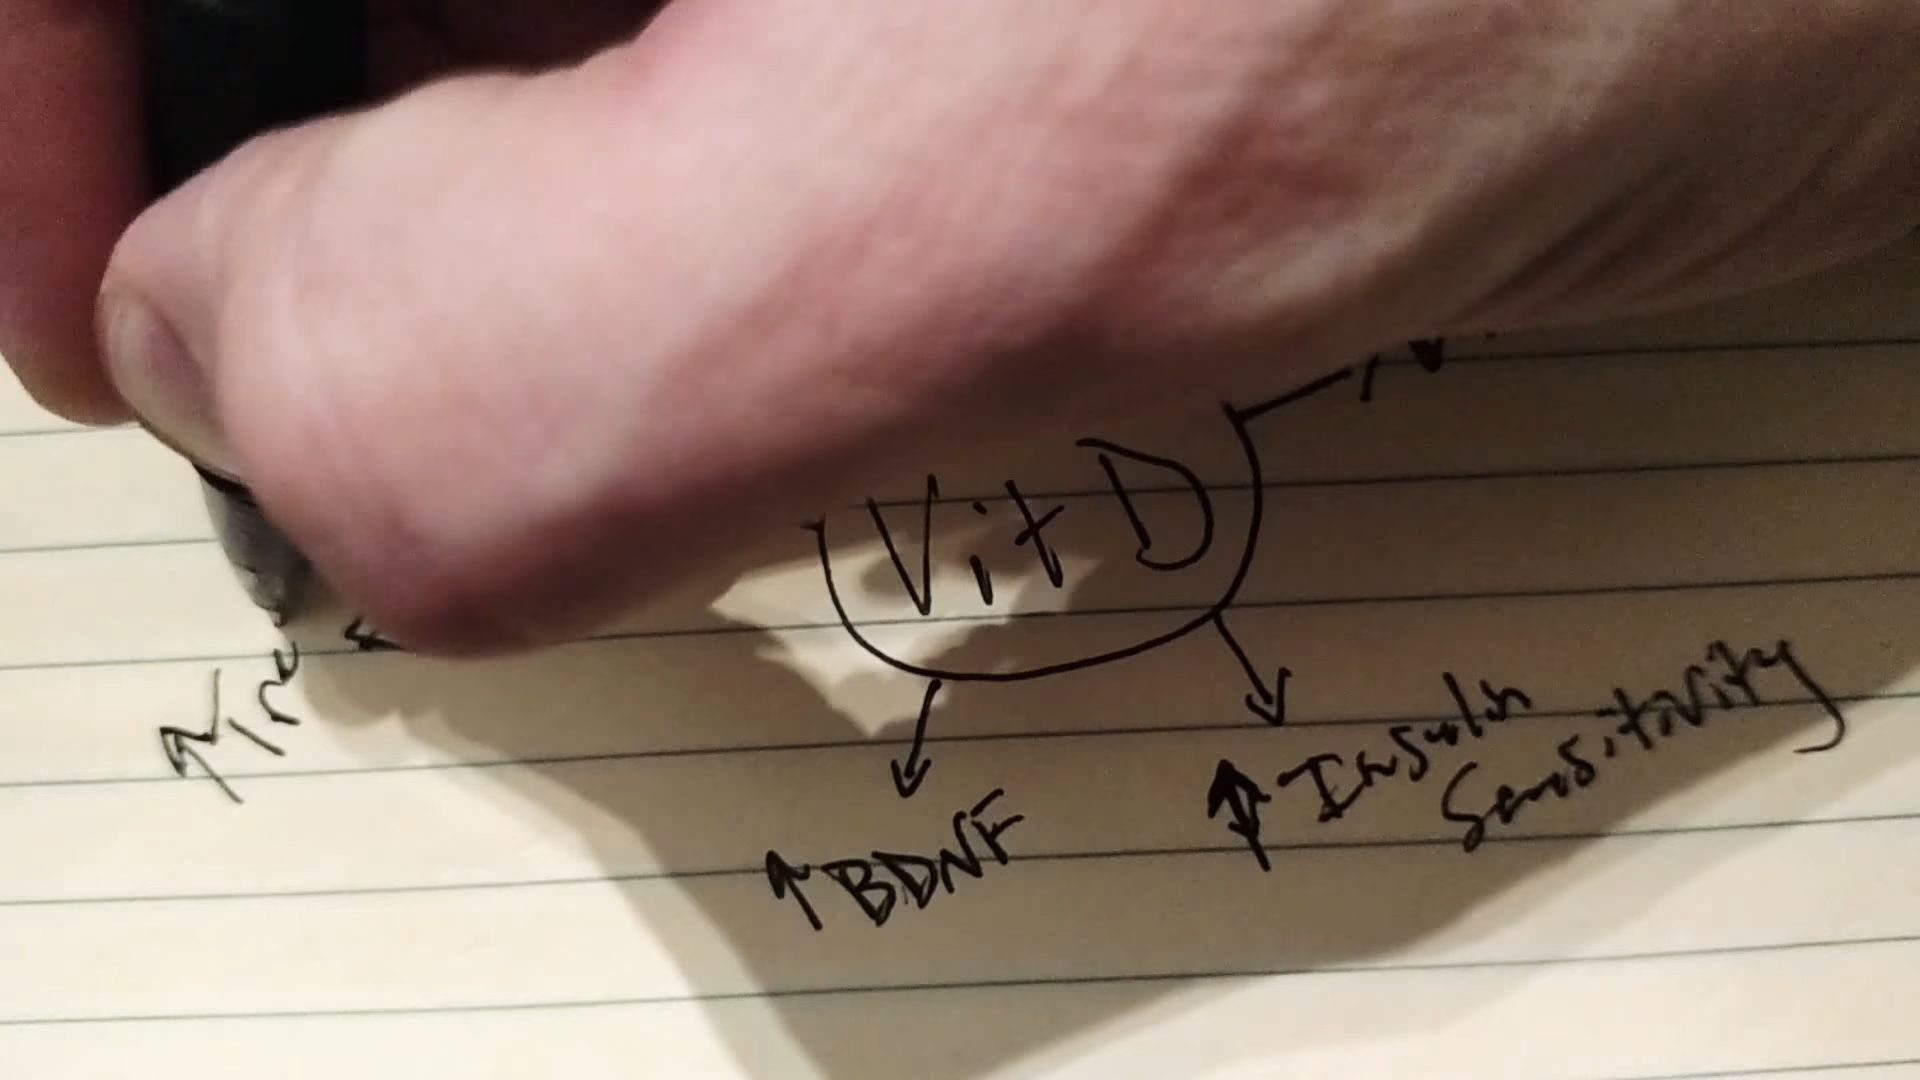 Vit D
↑ BDNF
↑ Insulin
Sensitivity